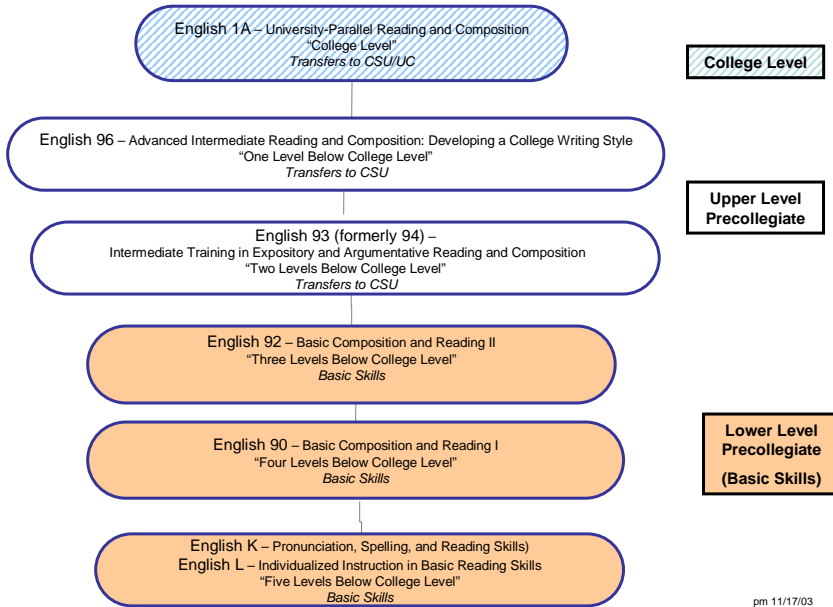 English 1A – University-Parallel Reading and Composition
“College Level”
Transfers to CSU/UC
College Level
English 96 – Advanced Intermediate Reading and Composition: Developing a College Writing Style
“One Level Below College Level”
Transfers to CSU
Upper Level
Precollegiate
English 93 (formerly 94) –
Intermediate Training in Expository and Argumentative Reading and Composition
“Two Levels Below College Level”
Transfers to CSU
English 92 – Basic Composition and Reading II
“Three Levels Below College Level”
Basic Skills
English 90 – Basic Composition and Reading I
“Four Levels Below College Level”
Basic Skills
Lower Level
Precollegiate
(Basic Skills)
English K – Pronunciation, Spelling, and Reading Skills)
English L – Individualized Instruction in Basic Reading Skills
“Five Levels Below College Level”
Basic Skills
pm 11/17/03